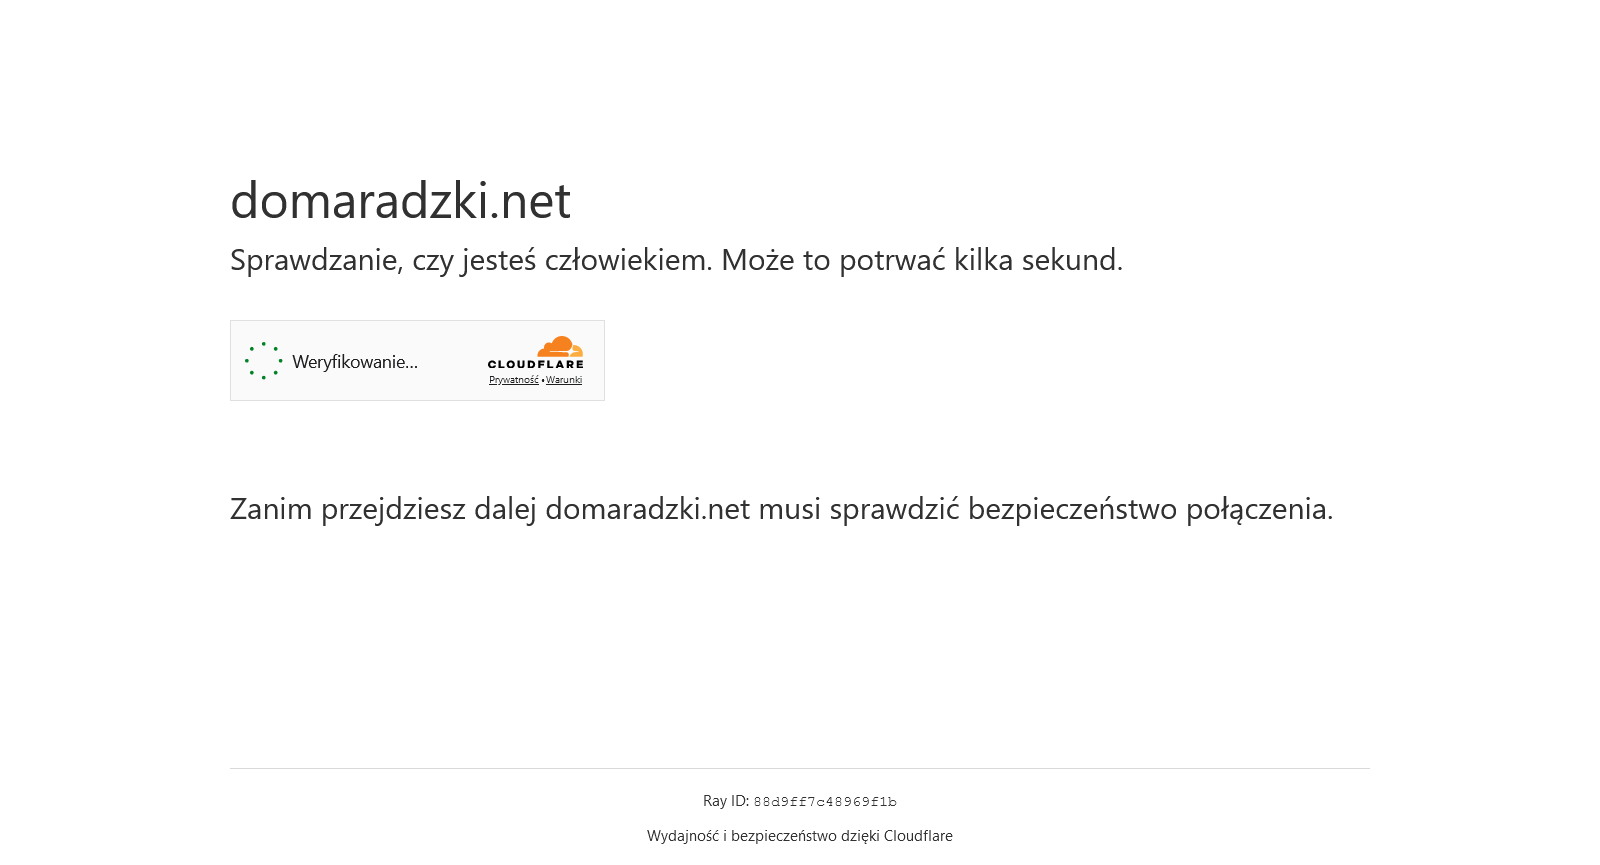 domaradzki.net
Sprawdzanie, czy jesteś człowiekiem. Może to potrwać kilka sekund.
Weryfikowanie...
CLOUDFLARE
Prywatność • Warunki
Zanim przejdziesz dalej domaradzki.net musi sprawdzić bezpieczeństwo połączenia.
Ray ID: 88d9ff7c48969f1b
Wydajność i bezpieczeństwo dzięki Cloudflare